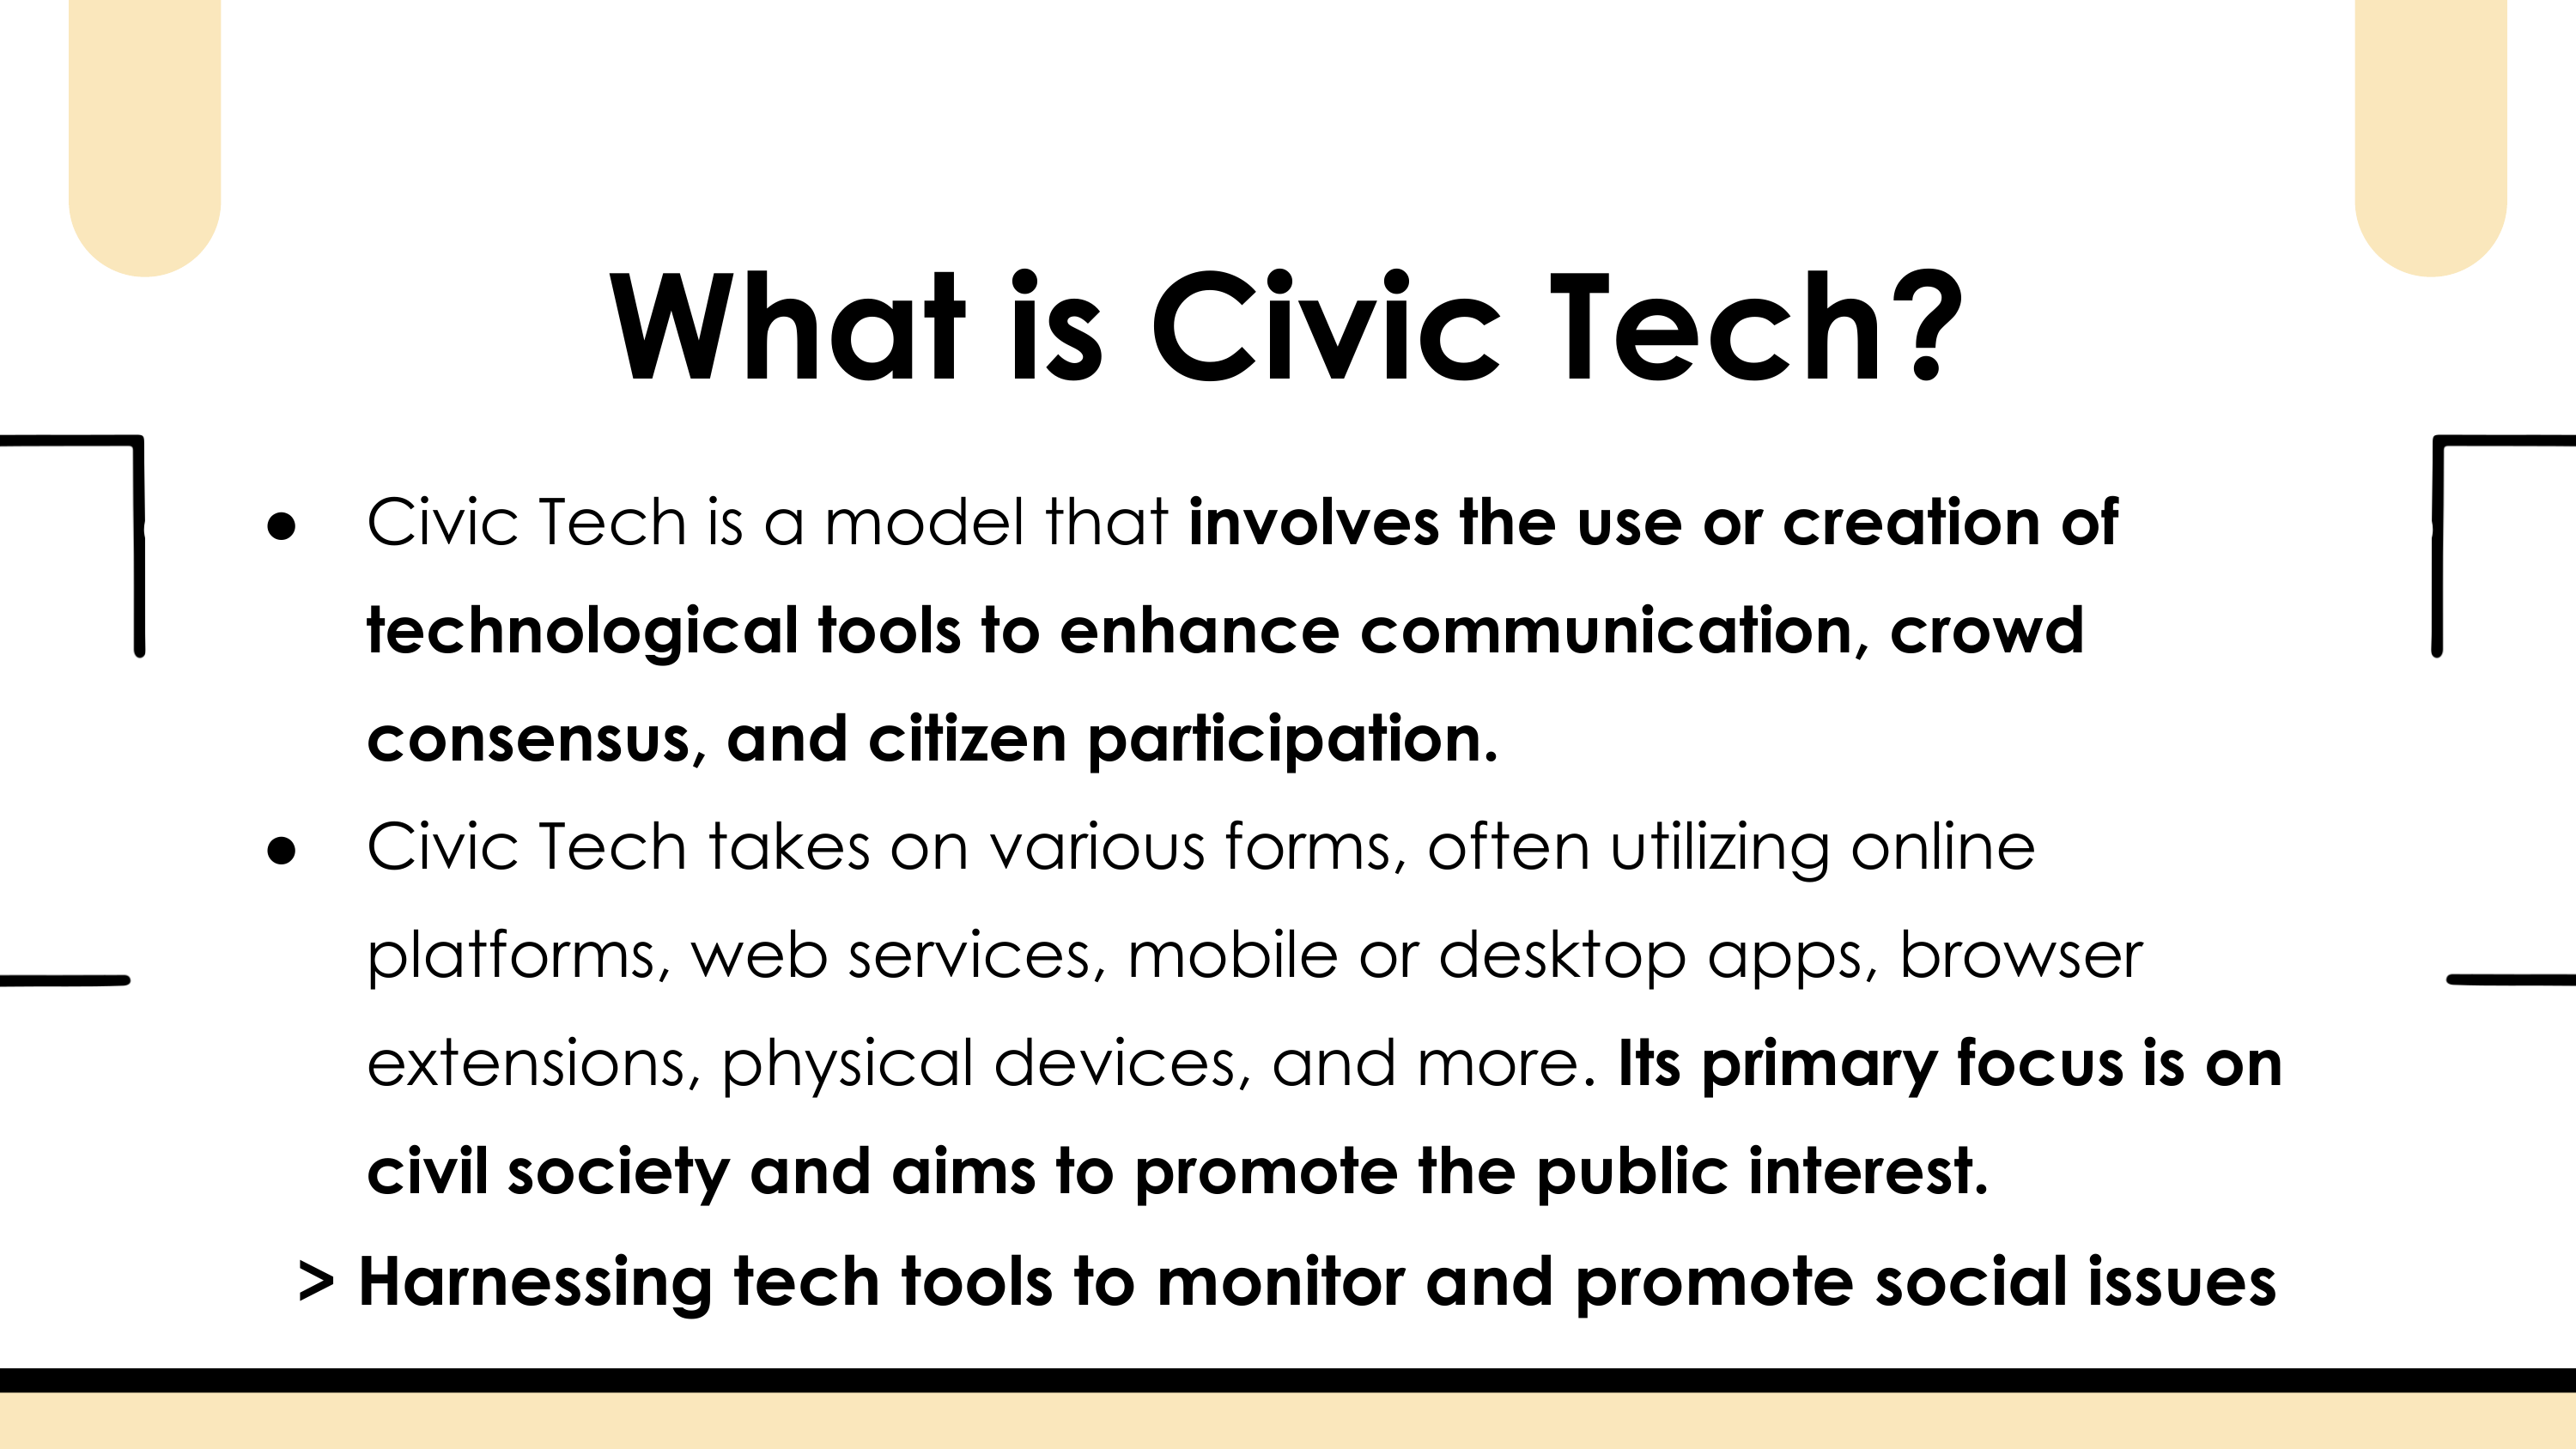 What is Civic Tech?
● Civic Tech is a model that involves the use or creation of
technological tools to enhance communication, crowd
consensus, and citizen participation.
● Civic Tech takes on various forms, often utilizing online
platforms, web services, mobile or desktop apps, browser
extensions, physical devices, and more. Its primary focus is on
civil society and aims to promote the public interest.
> Harnessing tech tools to monitor and promote social issues